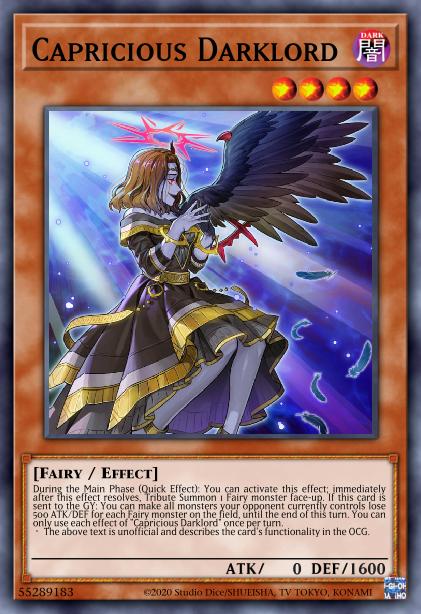 CAPRICIOUS DARKLORD
DARK
闇
[FAIRY / EFFECT]
During the Main Phase (Quick Effect): You can activate this effect; immediately
after this effect resolves, Tribute Summon 1 Fairy monster face-up. If this card is
sent to the GY: You can make all monsters your opponent currently controls lose
500 ATK/DEF for each Fairy monster on the field, until the end of this turn. You can
only use each effect of "Capricious Darklord" once per turn.
· The above text is unofficial and describes the card's functionality in the OCG.
ATK/ 0 DEF/1600
55289183
©2020 Studio Dice/SHUEISHA, TV TOKYO, KONAMI